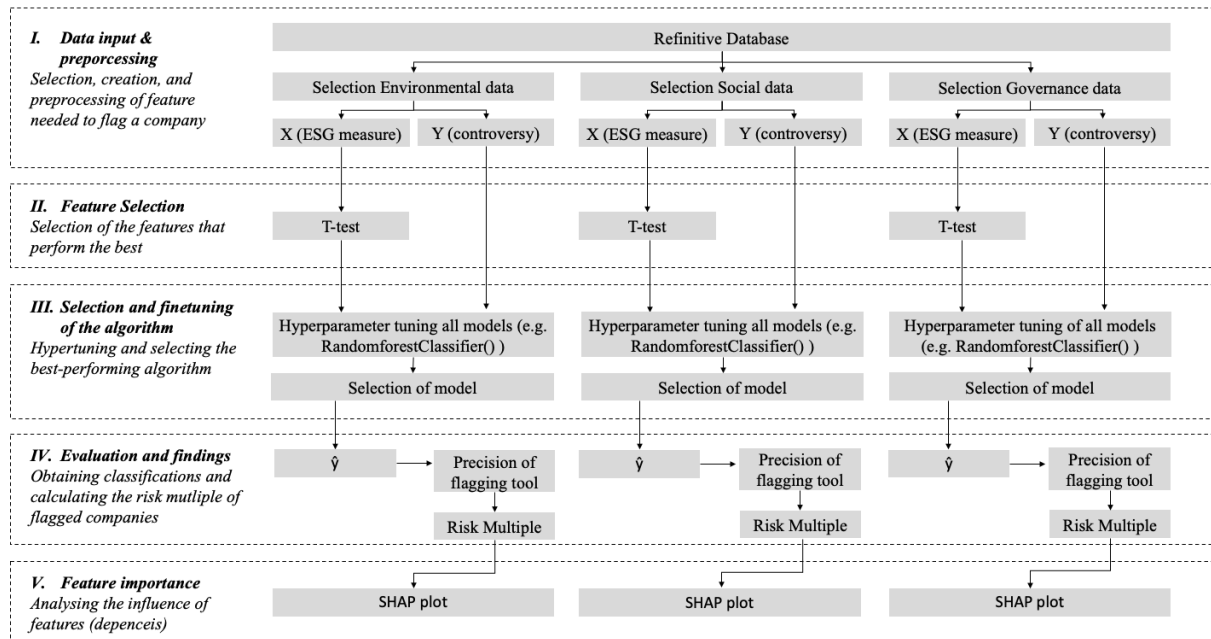 I. Data input &
preporcessing
Selection, creation, and
preprocessing of feature
needed to flag a company
Refinitive Database
Selection Environmental data
Selection Social data
Selection Governance data
X (ESG measure)
Y (controversy)
X (ESG measure)
Y (controversy)
X (ESG measure)
Y (controversy)
II. Feature Selection
Selection of the features that
perform the best
T-test
T-test
T-test
III. Selection and finetuning
of the algorithm
Hypertuning and selecting the
best-performing algorithm
Hyperparameter tuning all models (e.g.
RandomforestClassifier() )
Hyperparameter tuning all models (e.g.
RandomforestClassifier() )
Hyperparameter tuning of all models
(e.g. RandomforestClassifier() )
Selection of model
Selection of model
Selection of model
IV. Evaluation and findings
Obtaining classifications and
calculating the risk mutliple of
flagged companies
ŷ
Precision of
flagging tool
Risk Multiple
ŷ
Precision of
flagging tool
Risk Multiple
ŷ
Precision of
flagging tool
Risk Multiple
V. Feature importance
Analysing the influence of
features (depenceis)
SHAP plot
SHAP plot
SHAP plot